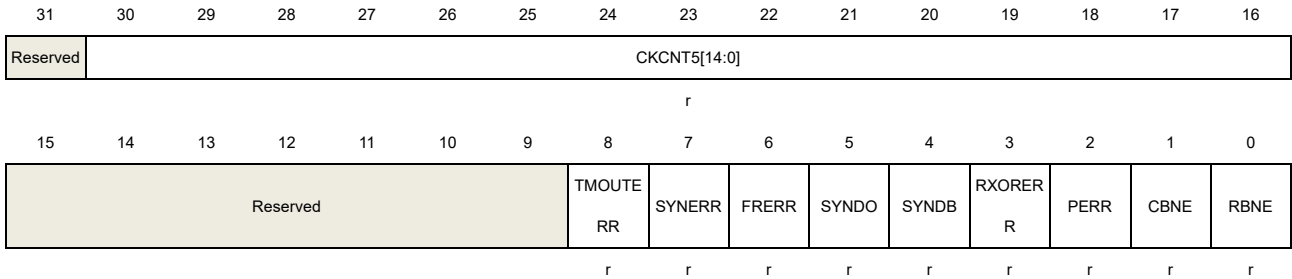 31 30 29 28 27 26 25 24 23 22 21 20 19 18 17 16
Reserved CKCNT5[14:0]
r
15 14 13 12 11 10 9 8 7 6 5 4 3 2 1 0
Reserved TMOUTE
RR SYNERR FRERR SYNDO SYNDB RXORER
R PERR CBNE RBNE
r r r r r r r r r